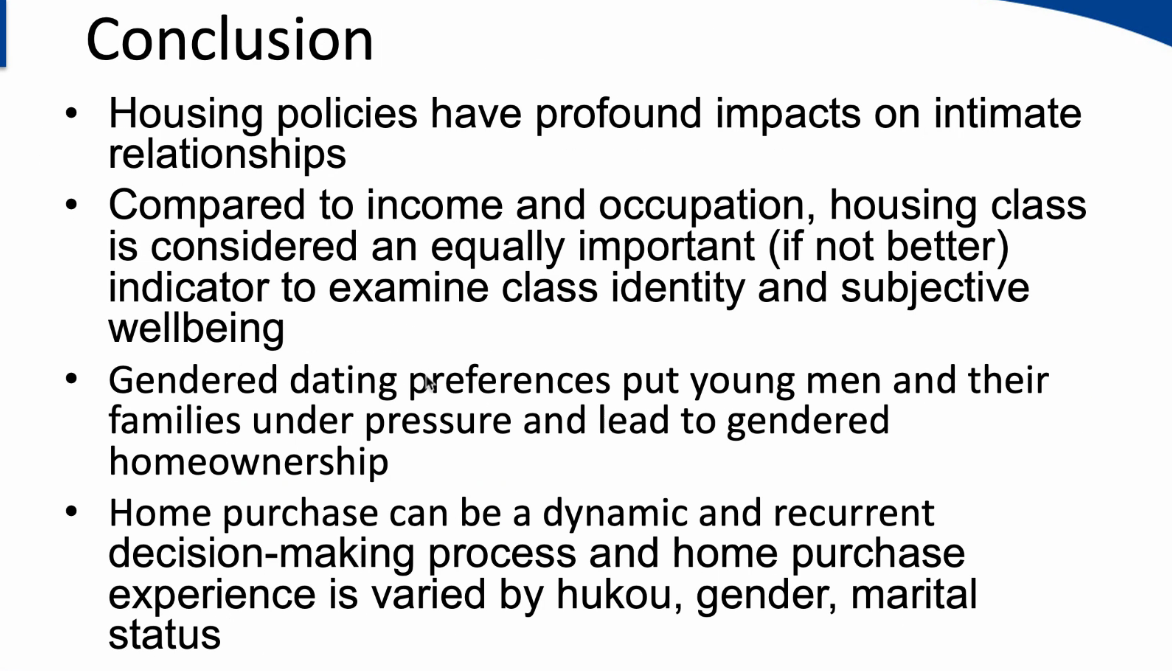 Conclusion
• Housing policies have profound impacts on intimate
relationships
• Compared to income and occupation, housing class
is considered an equally important (if not better)
indicator to examine class identity and subjective
wellbeing
• Gendered dating preferences put young men and their
families under pressure and lead to gendered
homeownership
• Home purchase can be a dynamic and recurrent
decision-making process and home purchase
experience is varied by hukou, gender, marital
status